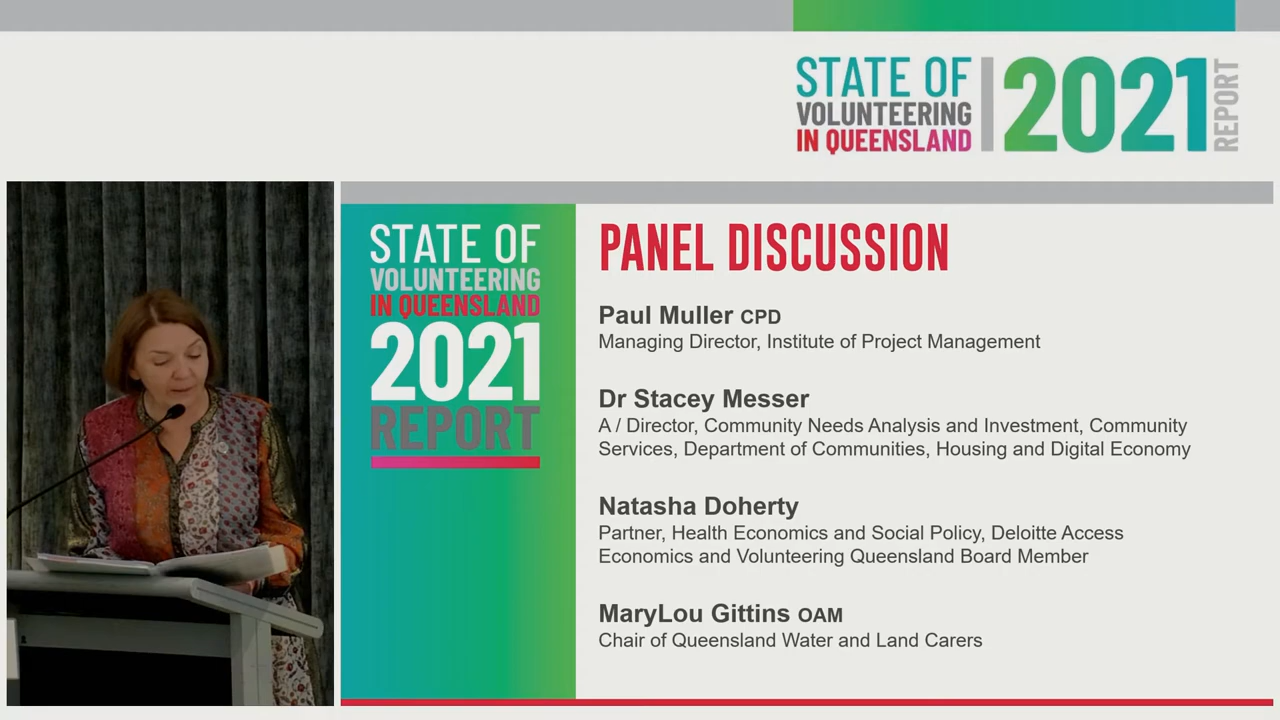 STATE OF
VOLUNTEERING
IN QUEENSLAND
2021
REPORT
STATE OF
VOLUNTEERING
IN QUEENSLAND
2021
REPORT
PANEL DISCUSSION
Paul Muller CPD
Managing Director, Institute of Project Management
Dr Stacey Messer
A / Director, Community Needs Analysis and Investment, Community
Services, Department of Communities, Housing and Digital Economy
Natasha Doherty
Partner, Health Economics and Social Policy, Deloitte Access
Economics and Volunteering Queensland Board Member
MaryLou Gittins OAM
Chair of Queensland Water and Land Carers